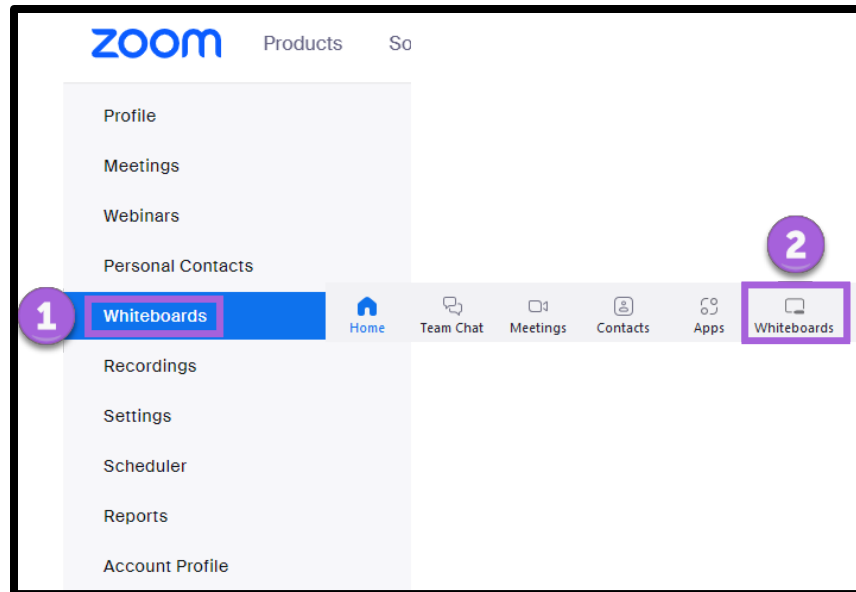 zoom Products So
Profile
Meetings
Webinars
Personal Contacts
2
1 Whiteboards
Home Team Chat Meetings Contacts Apps Whiteboards
Recordings
Settings
Scheduler
Reports
Account Profile